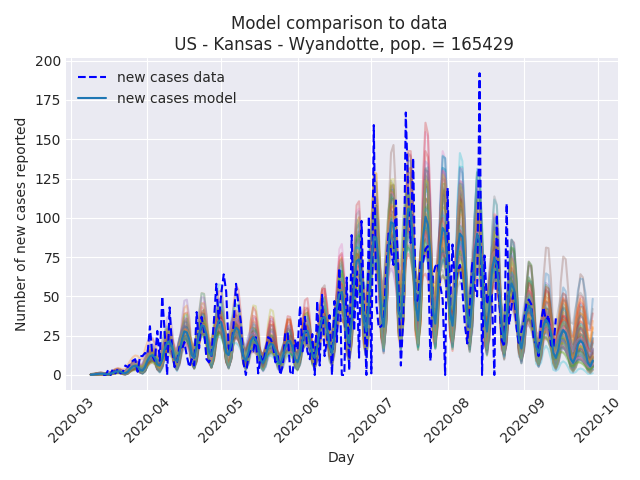 Model comparison to data
US - Kansas - Wyandotte, pop. = 165429
new cases data
new cases model
Number of new cases reported
200
175
150
125
100
75
50
25
0
2020-03
2020-04
2020-05
2020-06
2020-07
2020-08
2020-09
2020-10
Day